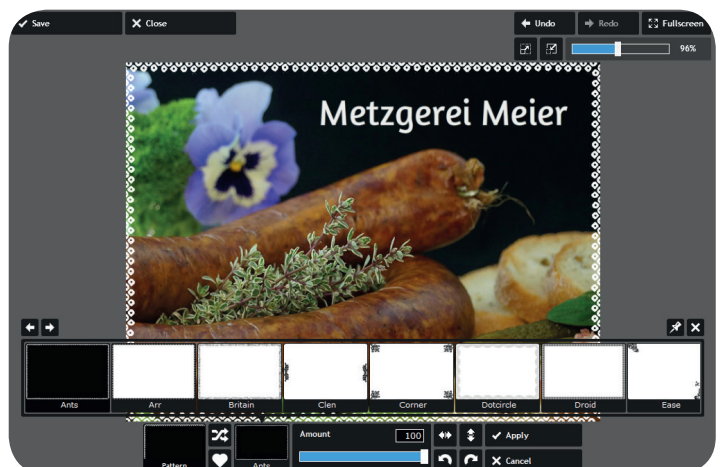 Save
Close
Undo
Redo
Fullscreen
96%
Metzgerei Meier
Ants
Arr
Britain
Clen
Corner
Dotcircle
Droid
Ease
Pattern
Ants
Amount
100
Apply
Cancel